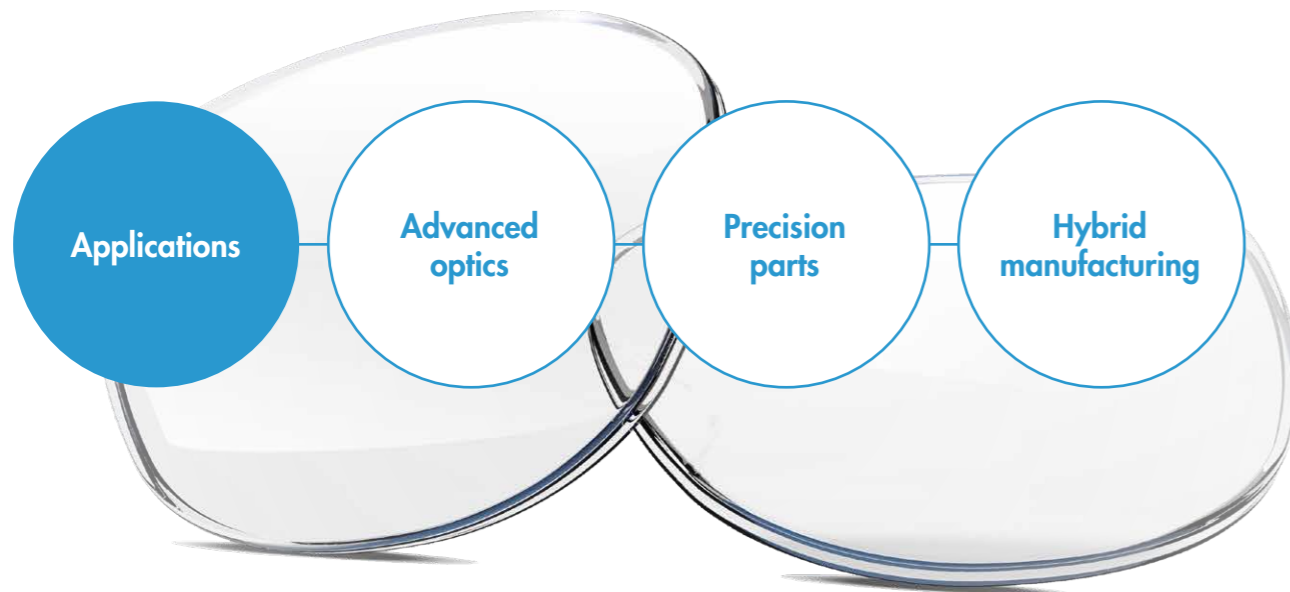 Applications
Advanced
optics
Precision
parts
Hybrid
manufacturing